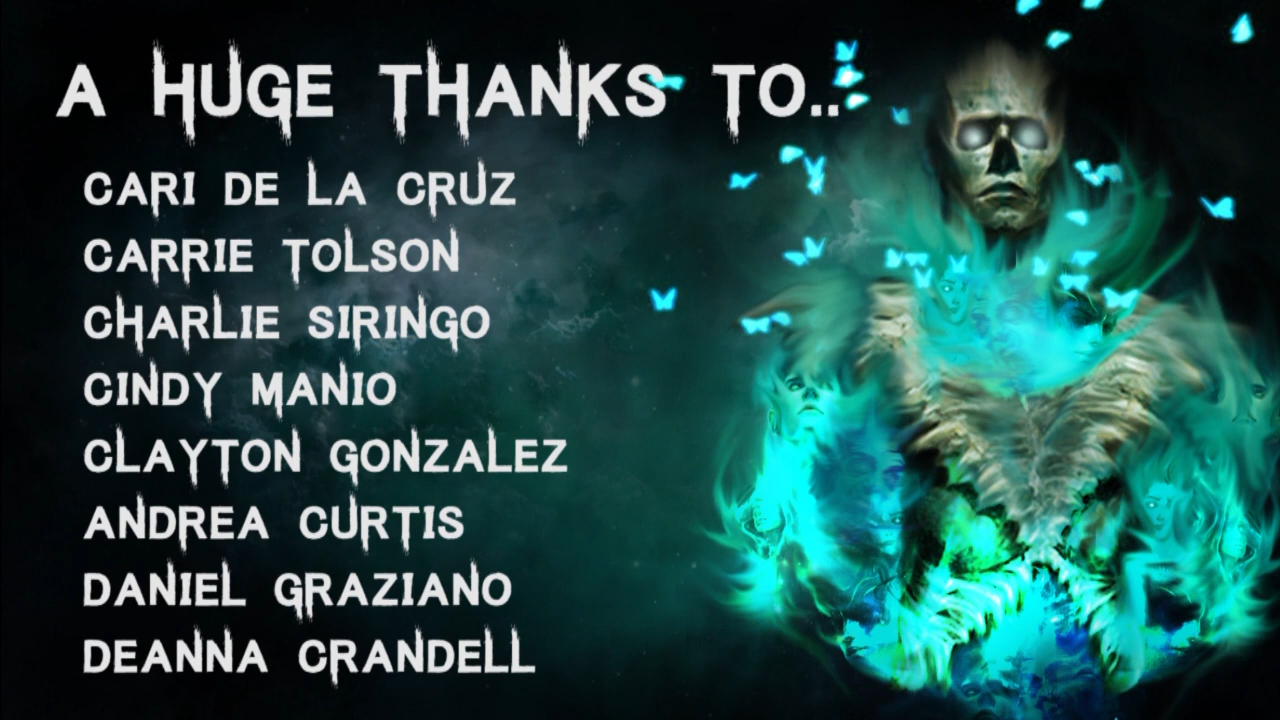 A HUGE THANKS TO..
CARI DE LA CRUZ
CARRIE TOLSON
CHARLIE SIRINGO
CINDY MANIO
CLAYTON GONZALEZ
ANDREA CURTIS
DANIEL GRAZIANO
DEANNA CRANDELL